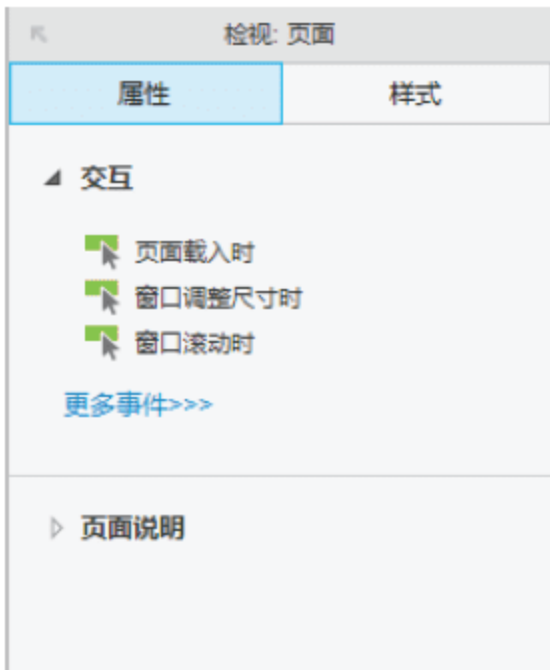 检视: 页面
属性 样式
交互
页面载入时
窗口调整尺寸时
窗口滚动时
更多事件>>>
页面说明